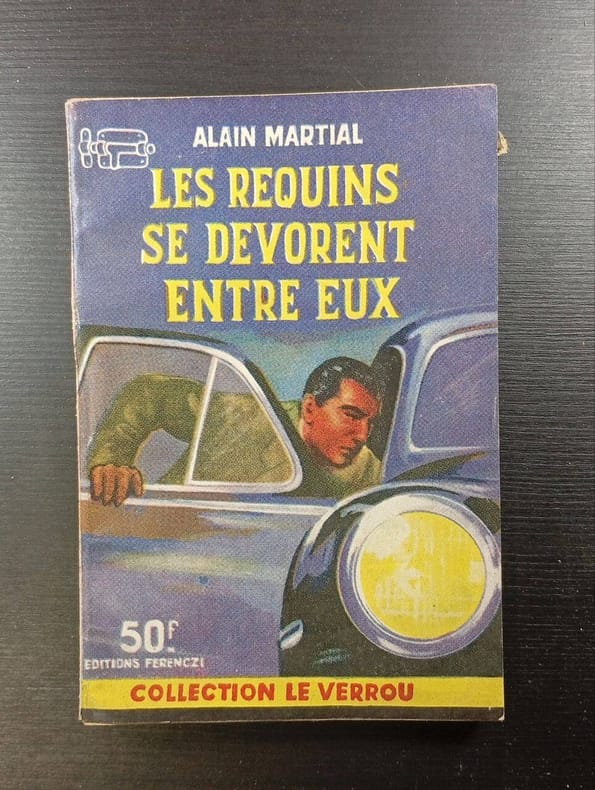 ALAIN MARTIAL
LES REQUINS
SE DEVORENT
ENTRE EUX
50F.
EDITIONS FERENCZI
COLLECTION LE VERROU